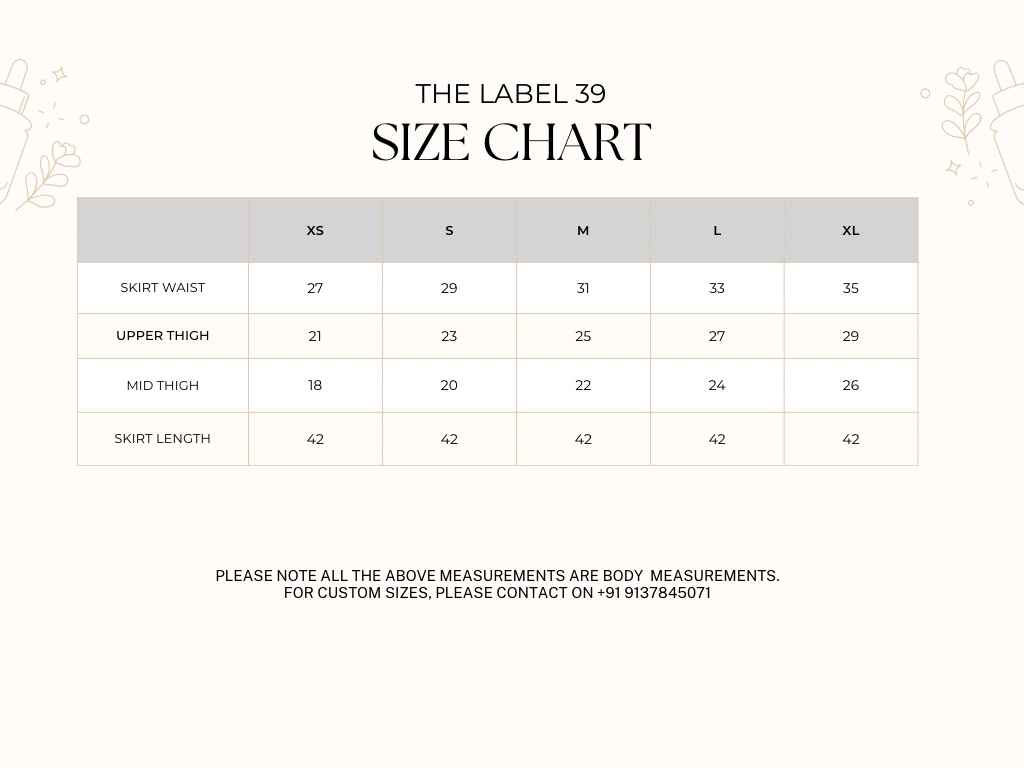 THE LABEL 39
SIZE CHART
XS S M L XL
SKIRT WAIST 27 29 31 33 35
UPPER THIGH 21 23 25 27 29
MID THIGH 18 20 22 24 26
SKIRT LENGTH 42 42 42 42 42
PLEASE NOTE ALL THE ABOVE MEASUREMENTS ARE BODY MEASUREMENTS.
FOR CUSTOM SIZES, PLEASE CONTACT ON +91 9137845071